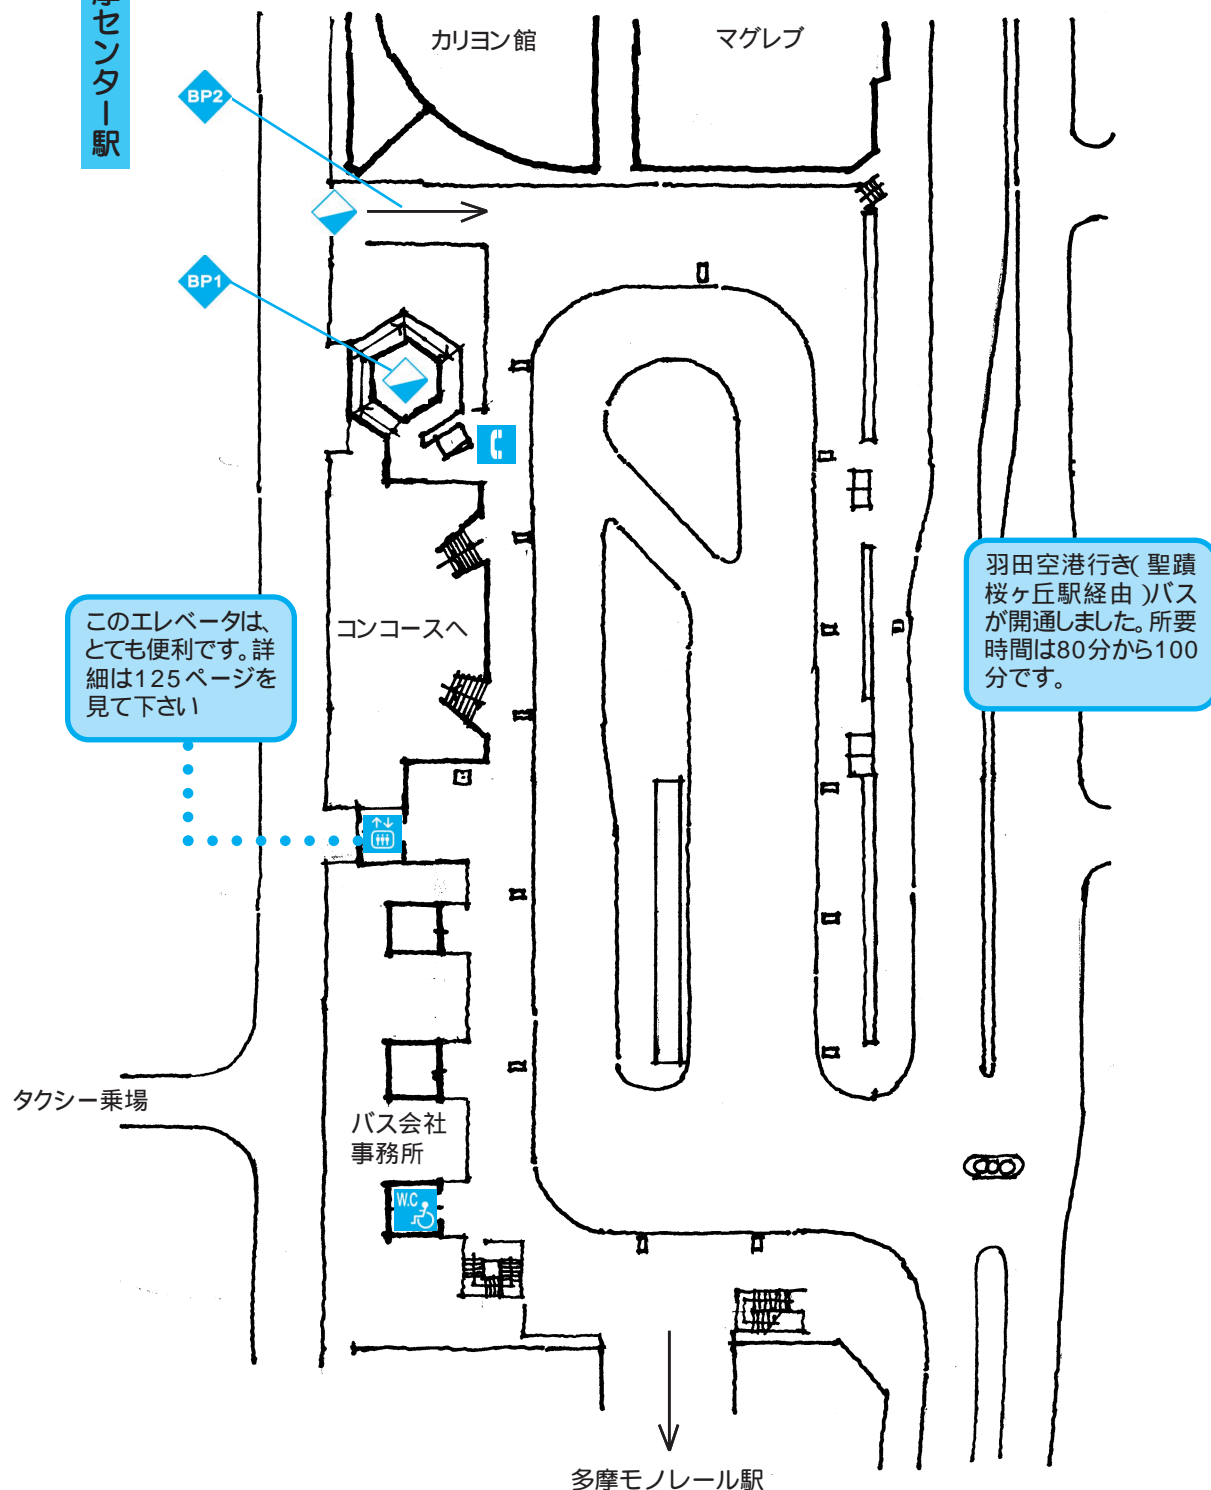 摩センター駅
カリヨン館
マグレブ
BP2
BP1
羽田空港行き(聖蹟
桜ヶ丘駅経由)バス
が開通しました。所要
時間は80分から100
分です。
このエレベータは、
とても便利です。詳
細は125ページを
見て下さい
コンコースへ
タクシー乗場
バス会社
事務所
W.C
多摩モノレール駅